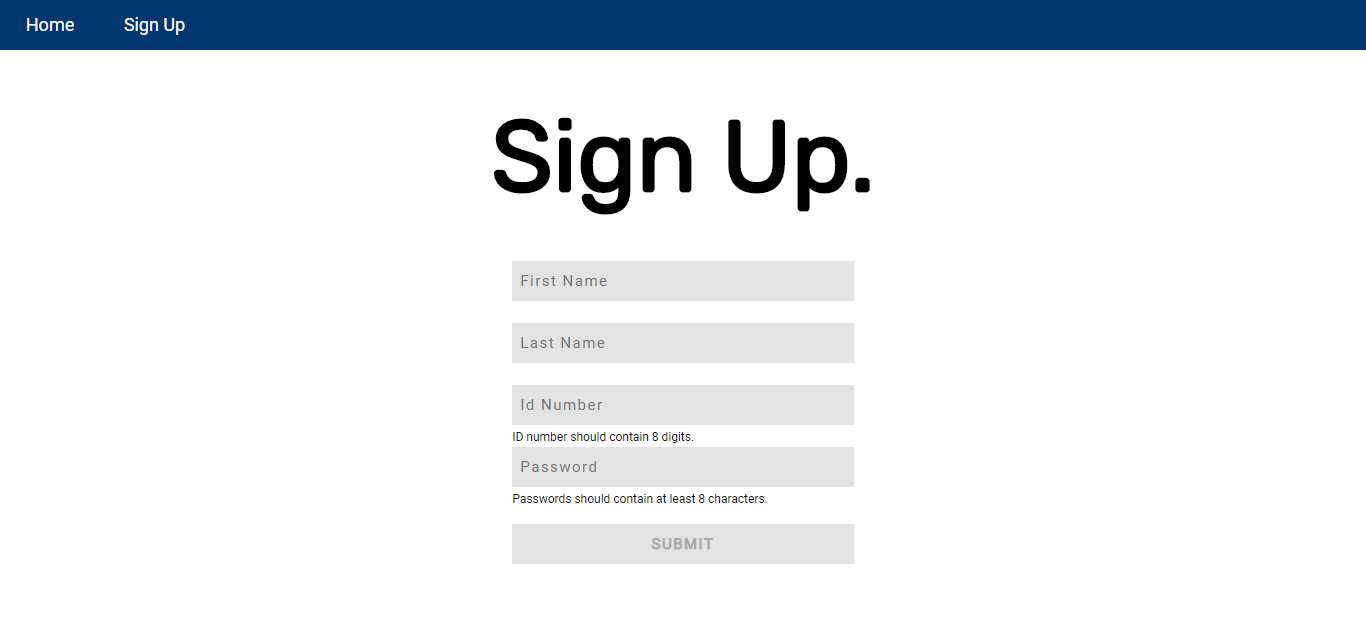 Home Sign Up
Sign Up.
First Name
Last Name
Id Number
ID number should contain 8 digits.
Password
Passwords should contain at least 8 characters.
SUBMIT